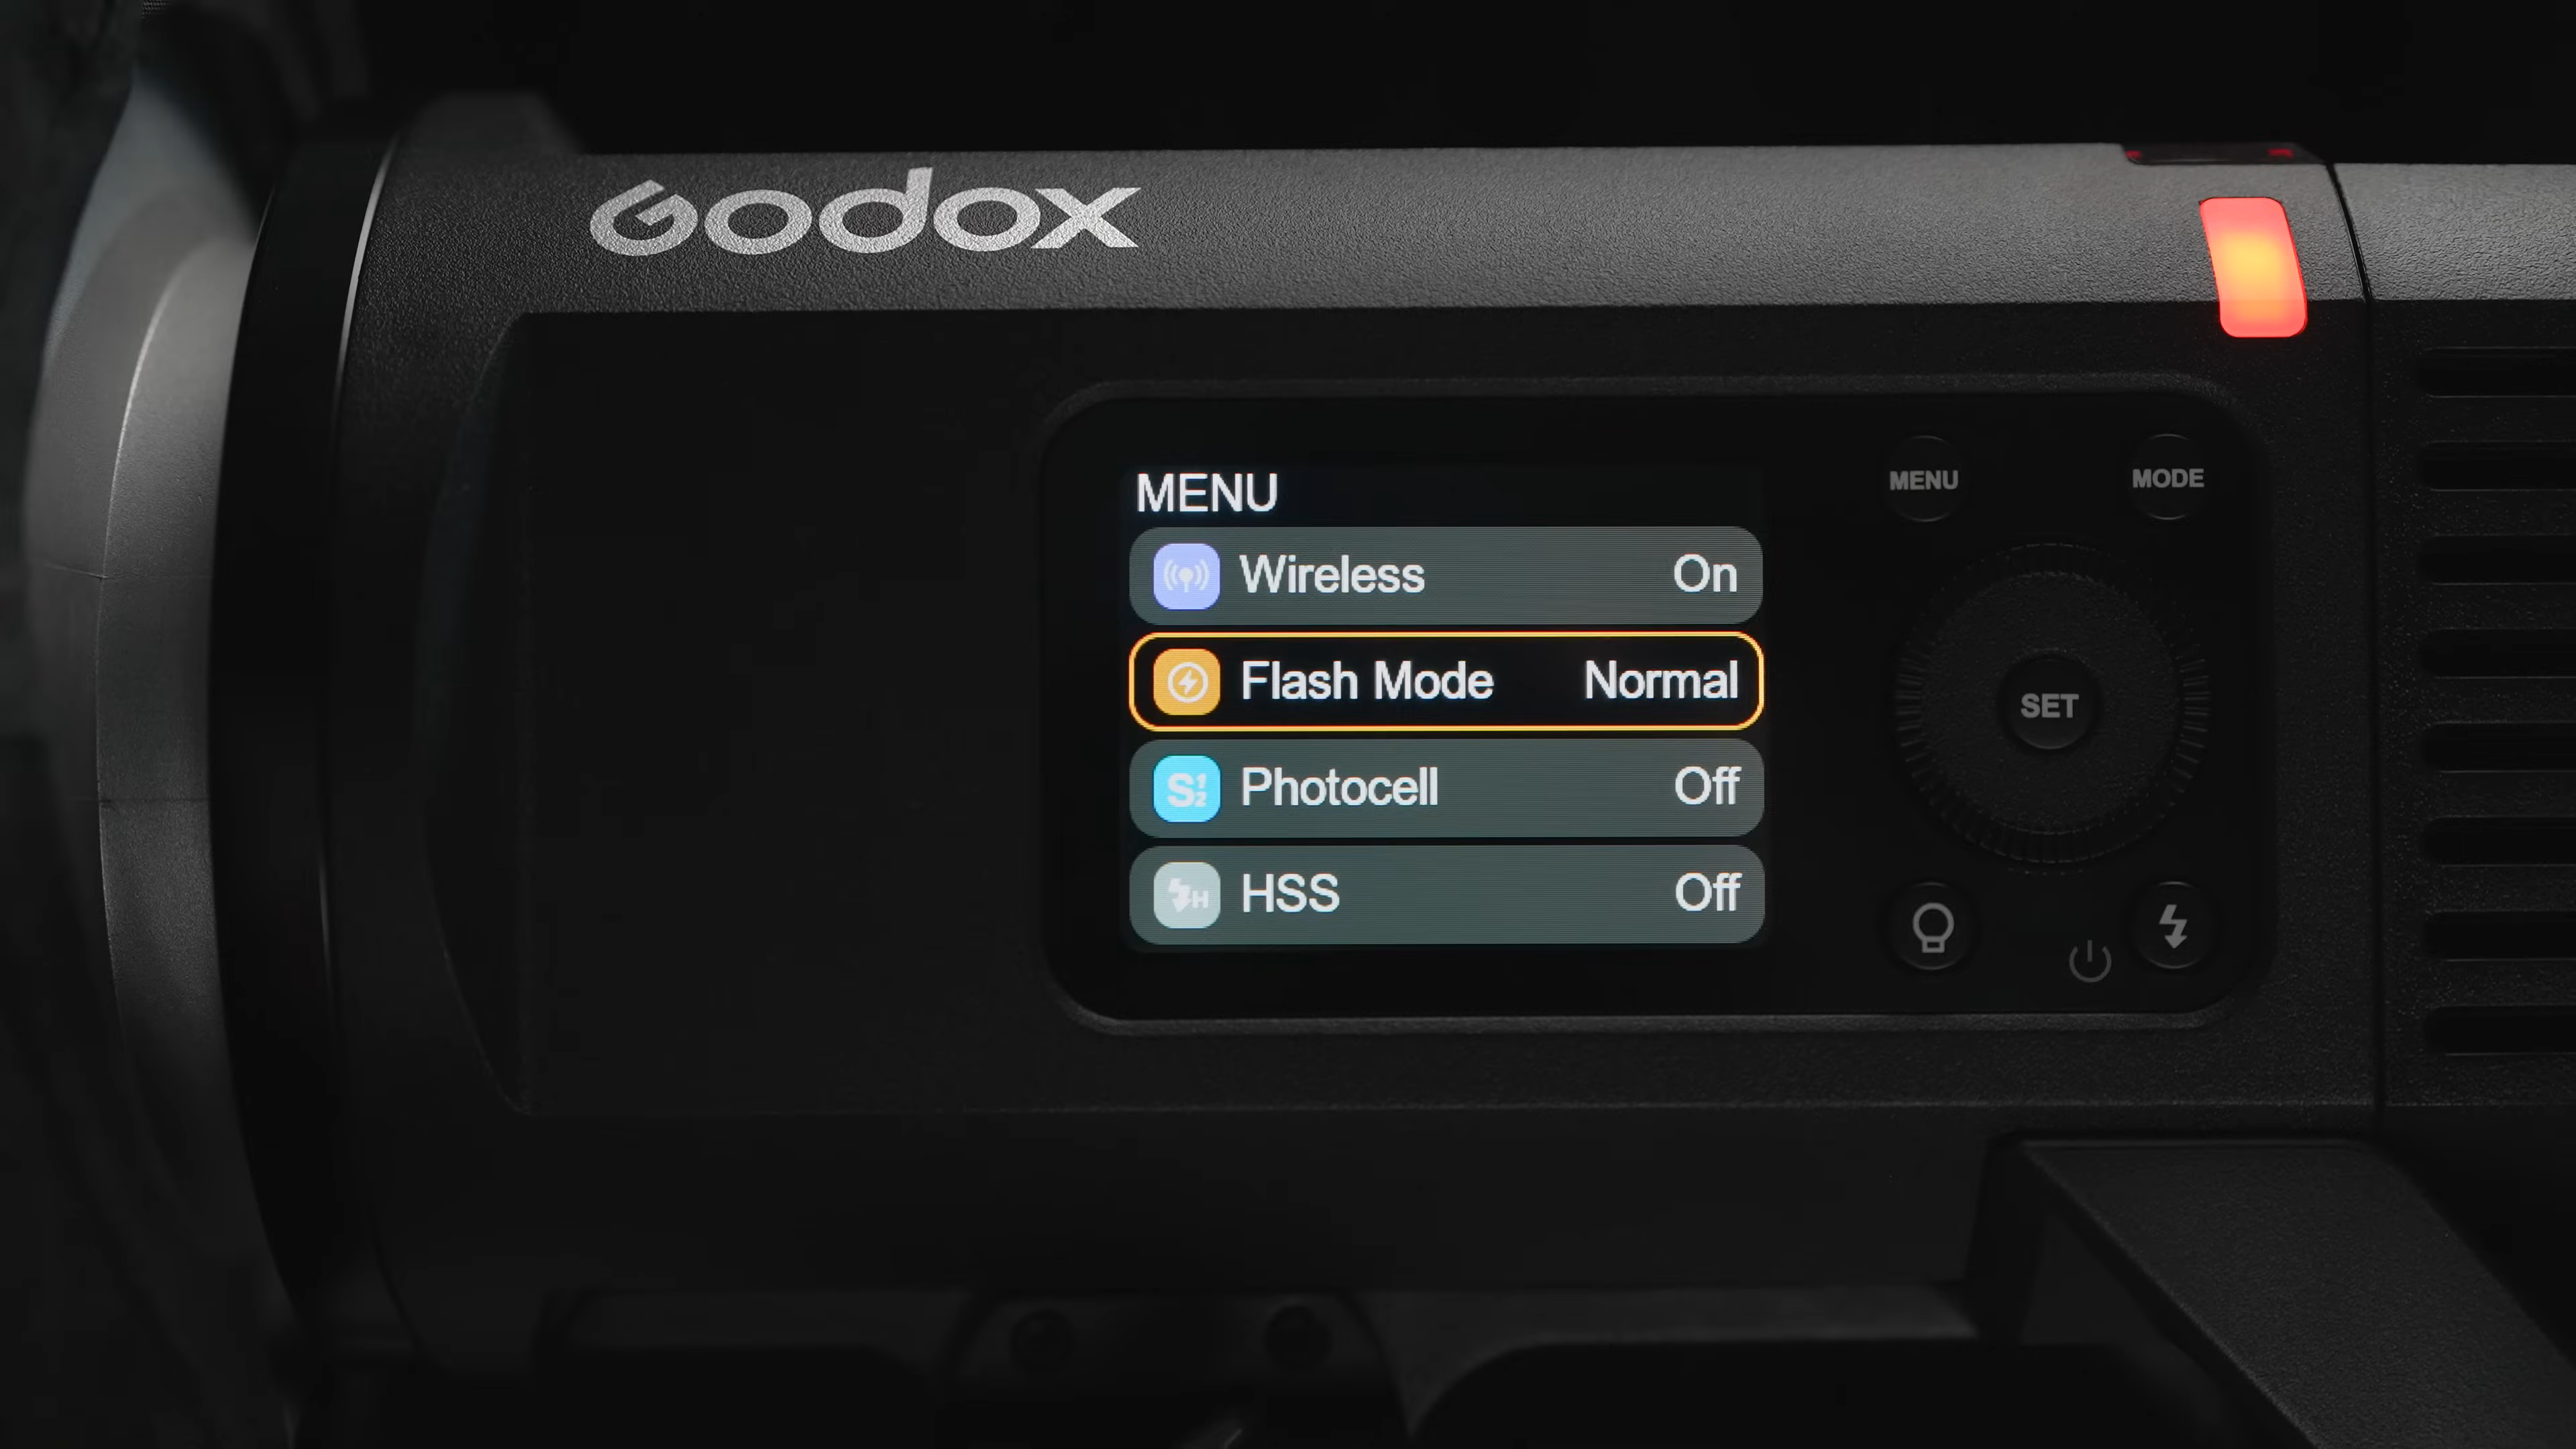 Godox
MENU
Wireless On
Flash Mode Normal
Photocell Off
HSS Off
MENU
MODE
SET